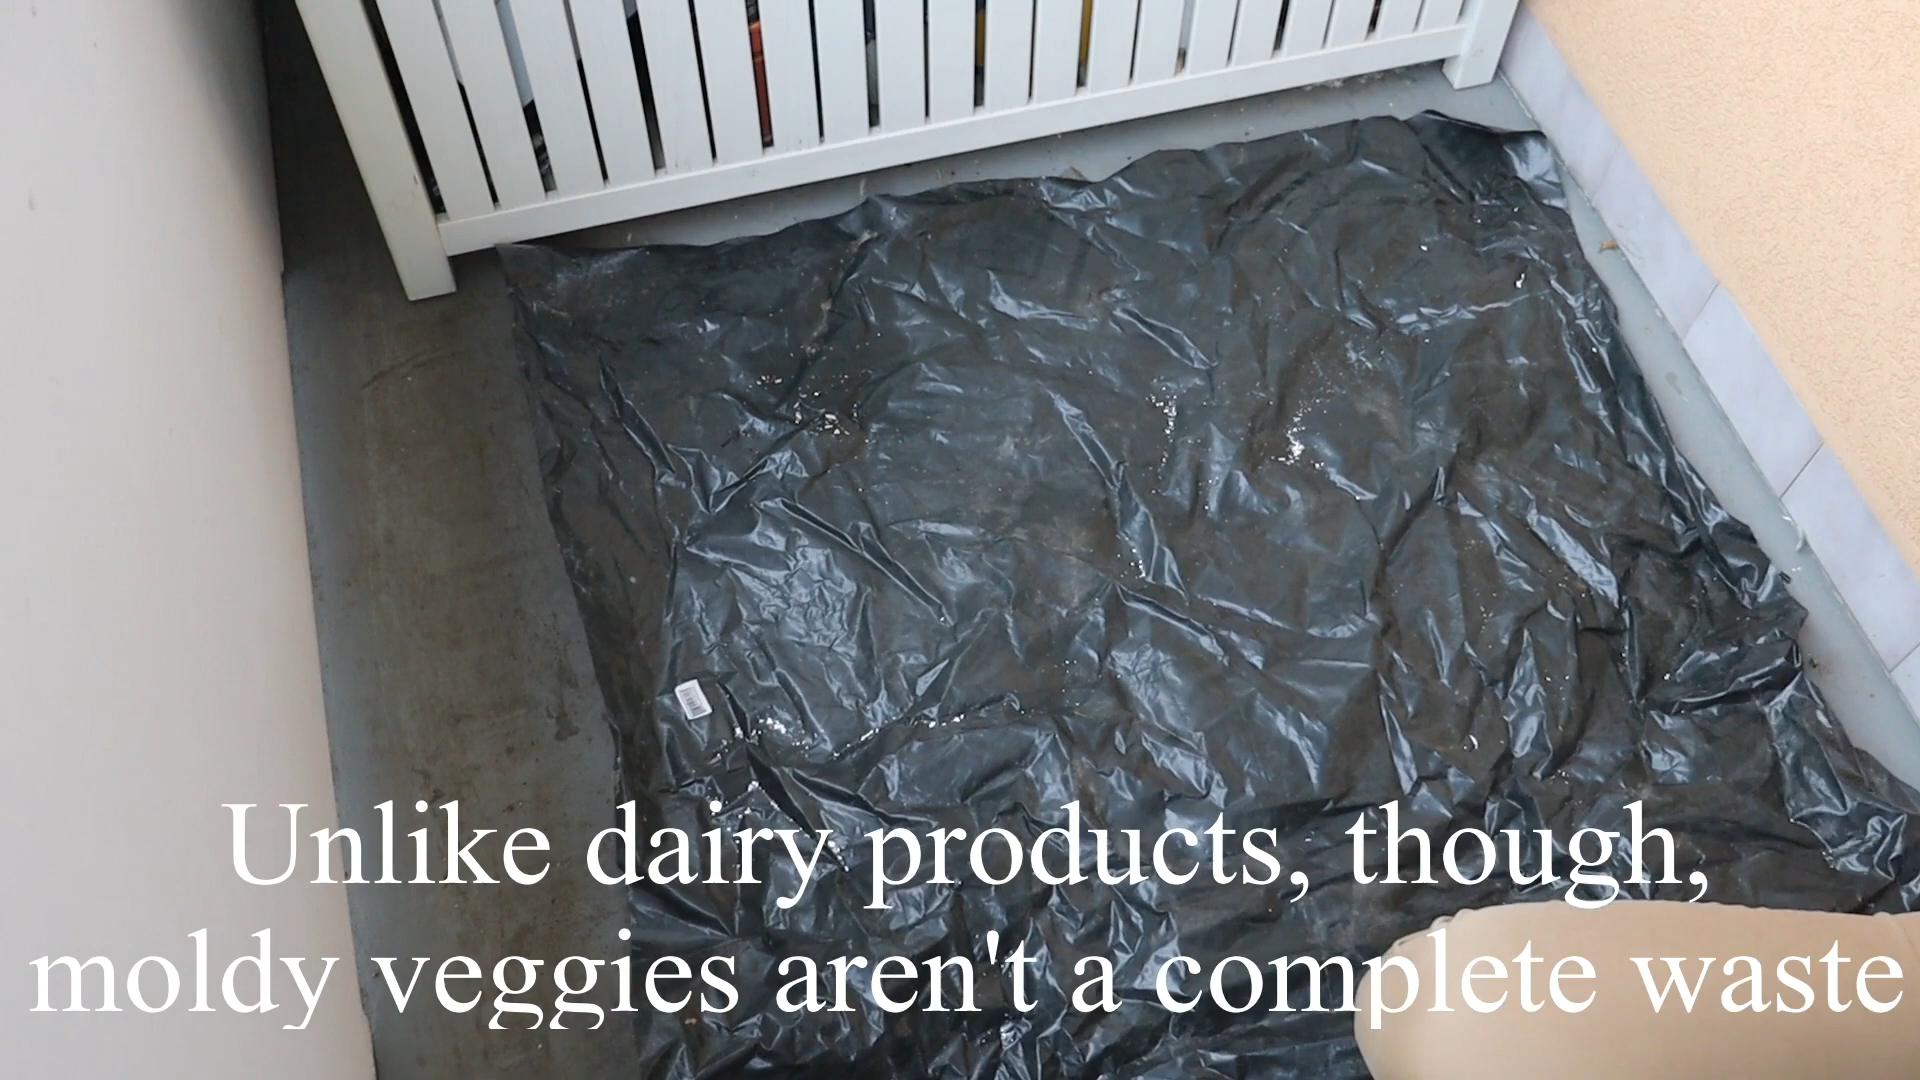 Unlike dairy products, though,
moldy veggies aren't a complete waste